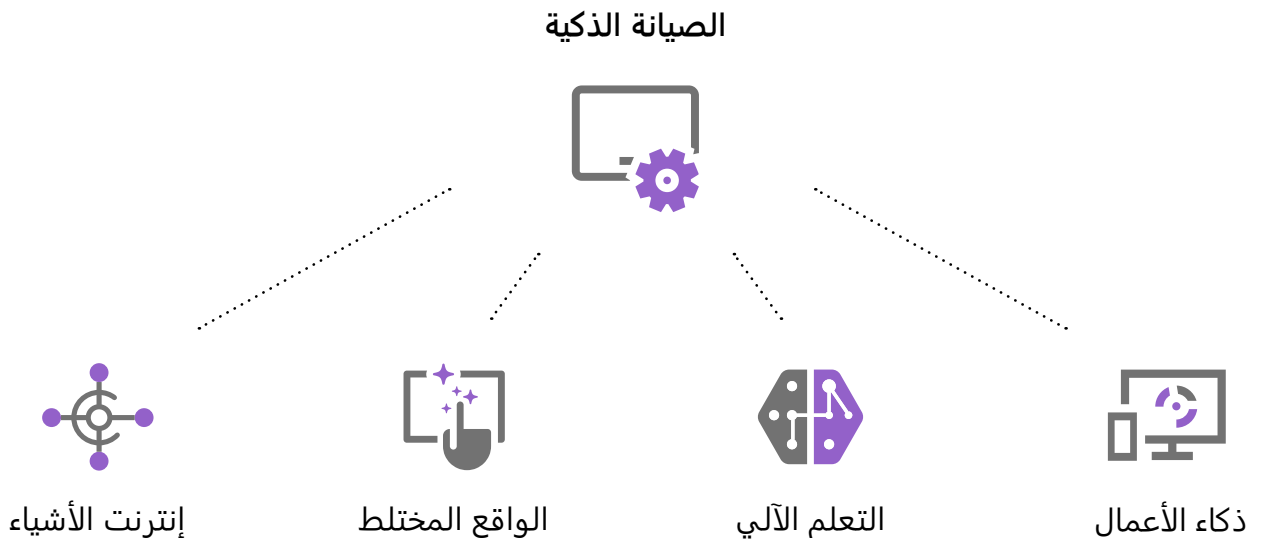 الصيانة الذكية
ذكاء الأعمال
التعلم الآلي
الواقع المختلط
إنترنت الأشياء